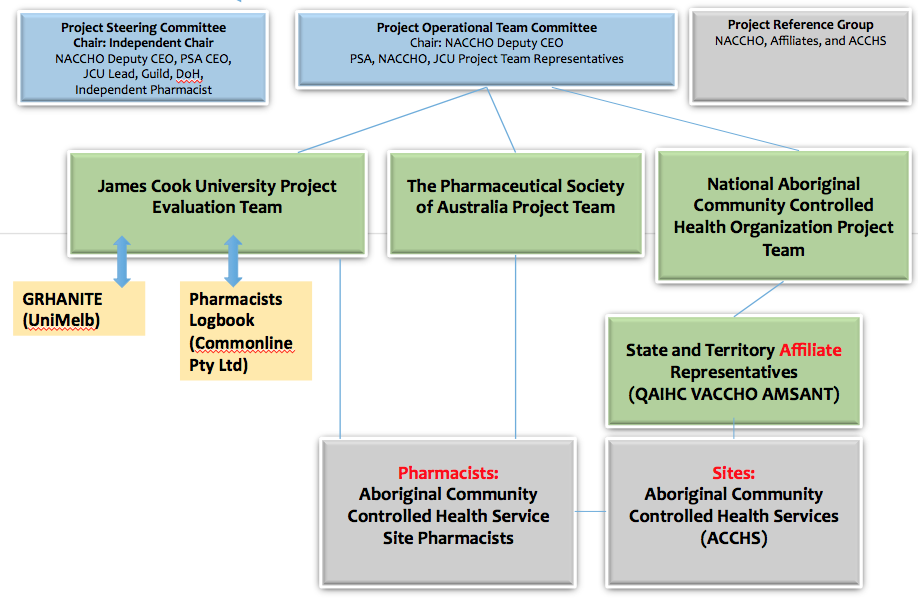 Project Steering Committee
Chair: Independent Chair
NACCHO Deputy CEO, PSA CEO,
JCU Lead, Guild, DoH,
Independent Pharmacist
Project Operational Team Committee
Chair: NACCHO Deputy CEO
PSA, NACCHO, JCU Project Team Representatives
Project Reference Group
NACCHO, Affiliates, and ACCHS
James Cook University Project
Evaluation Team
The Pharmaceutical Society
of Australia Project Team
National Aboriginal
Community Controlled
Health Organization Project
Team
GRHANITE
(UniMelb)
Pharmacists
Logbook
(Commonline
Pty Ltd)
State and Territory Affiliate
Representatives
(QAIHC VACCHO AMSANT)
Pharmacists:
Aboriginal Community
Controlled Health Service
Site Pharmacists
Sites:
Aboriginal Community
Controlled Health Services
(ACCHS)